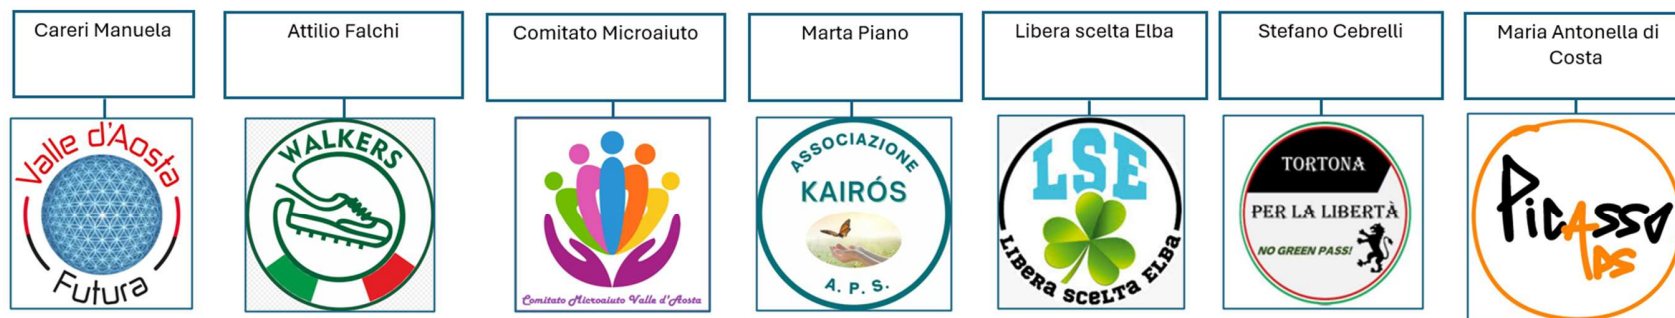 Careri Manuela
Attilio Falchi
Comitato Microaiuto
Marta Piano
Libera scelta Elba
Stefano Cebrelli
Maria Antonella di
Costa
Valle d'Aosta
Futura
WALKERS
Comitato Microaiuto Valle d'Aosta
ASSOCIAZIONE
KAIRÓS
A. P. S.
LSE
LIBERA SCELTA ELBA
TORTONA
PER LA LIBERTÀ
NO GREEN PASS!
PicAsso
APS